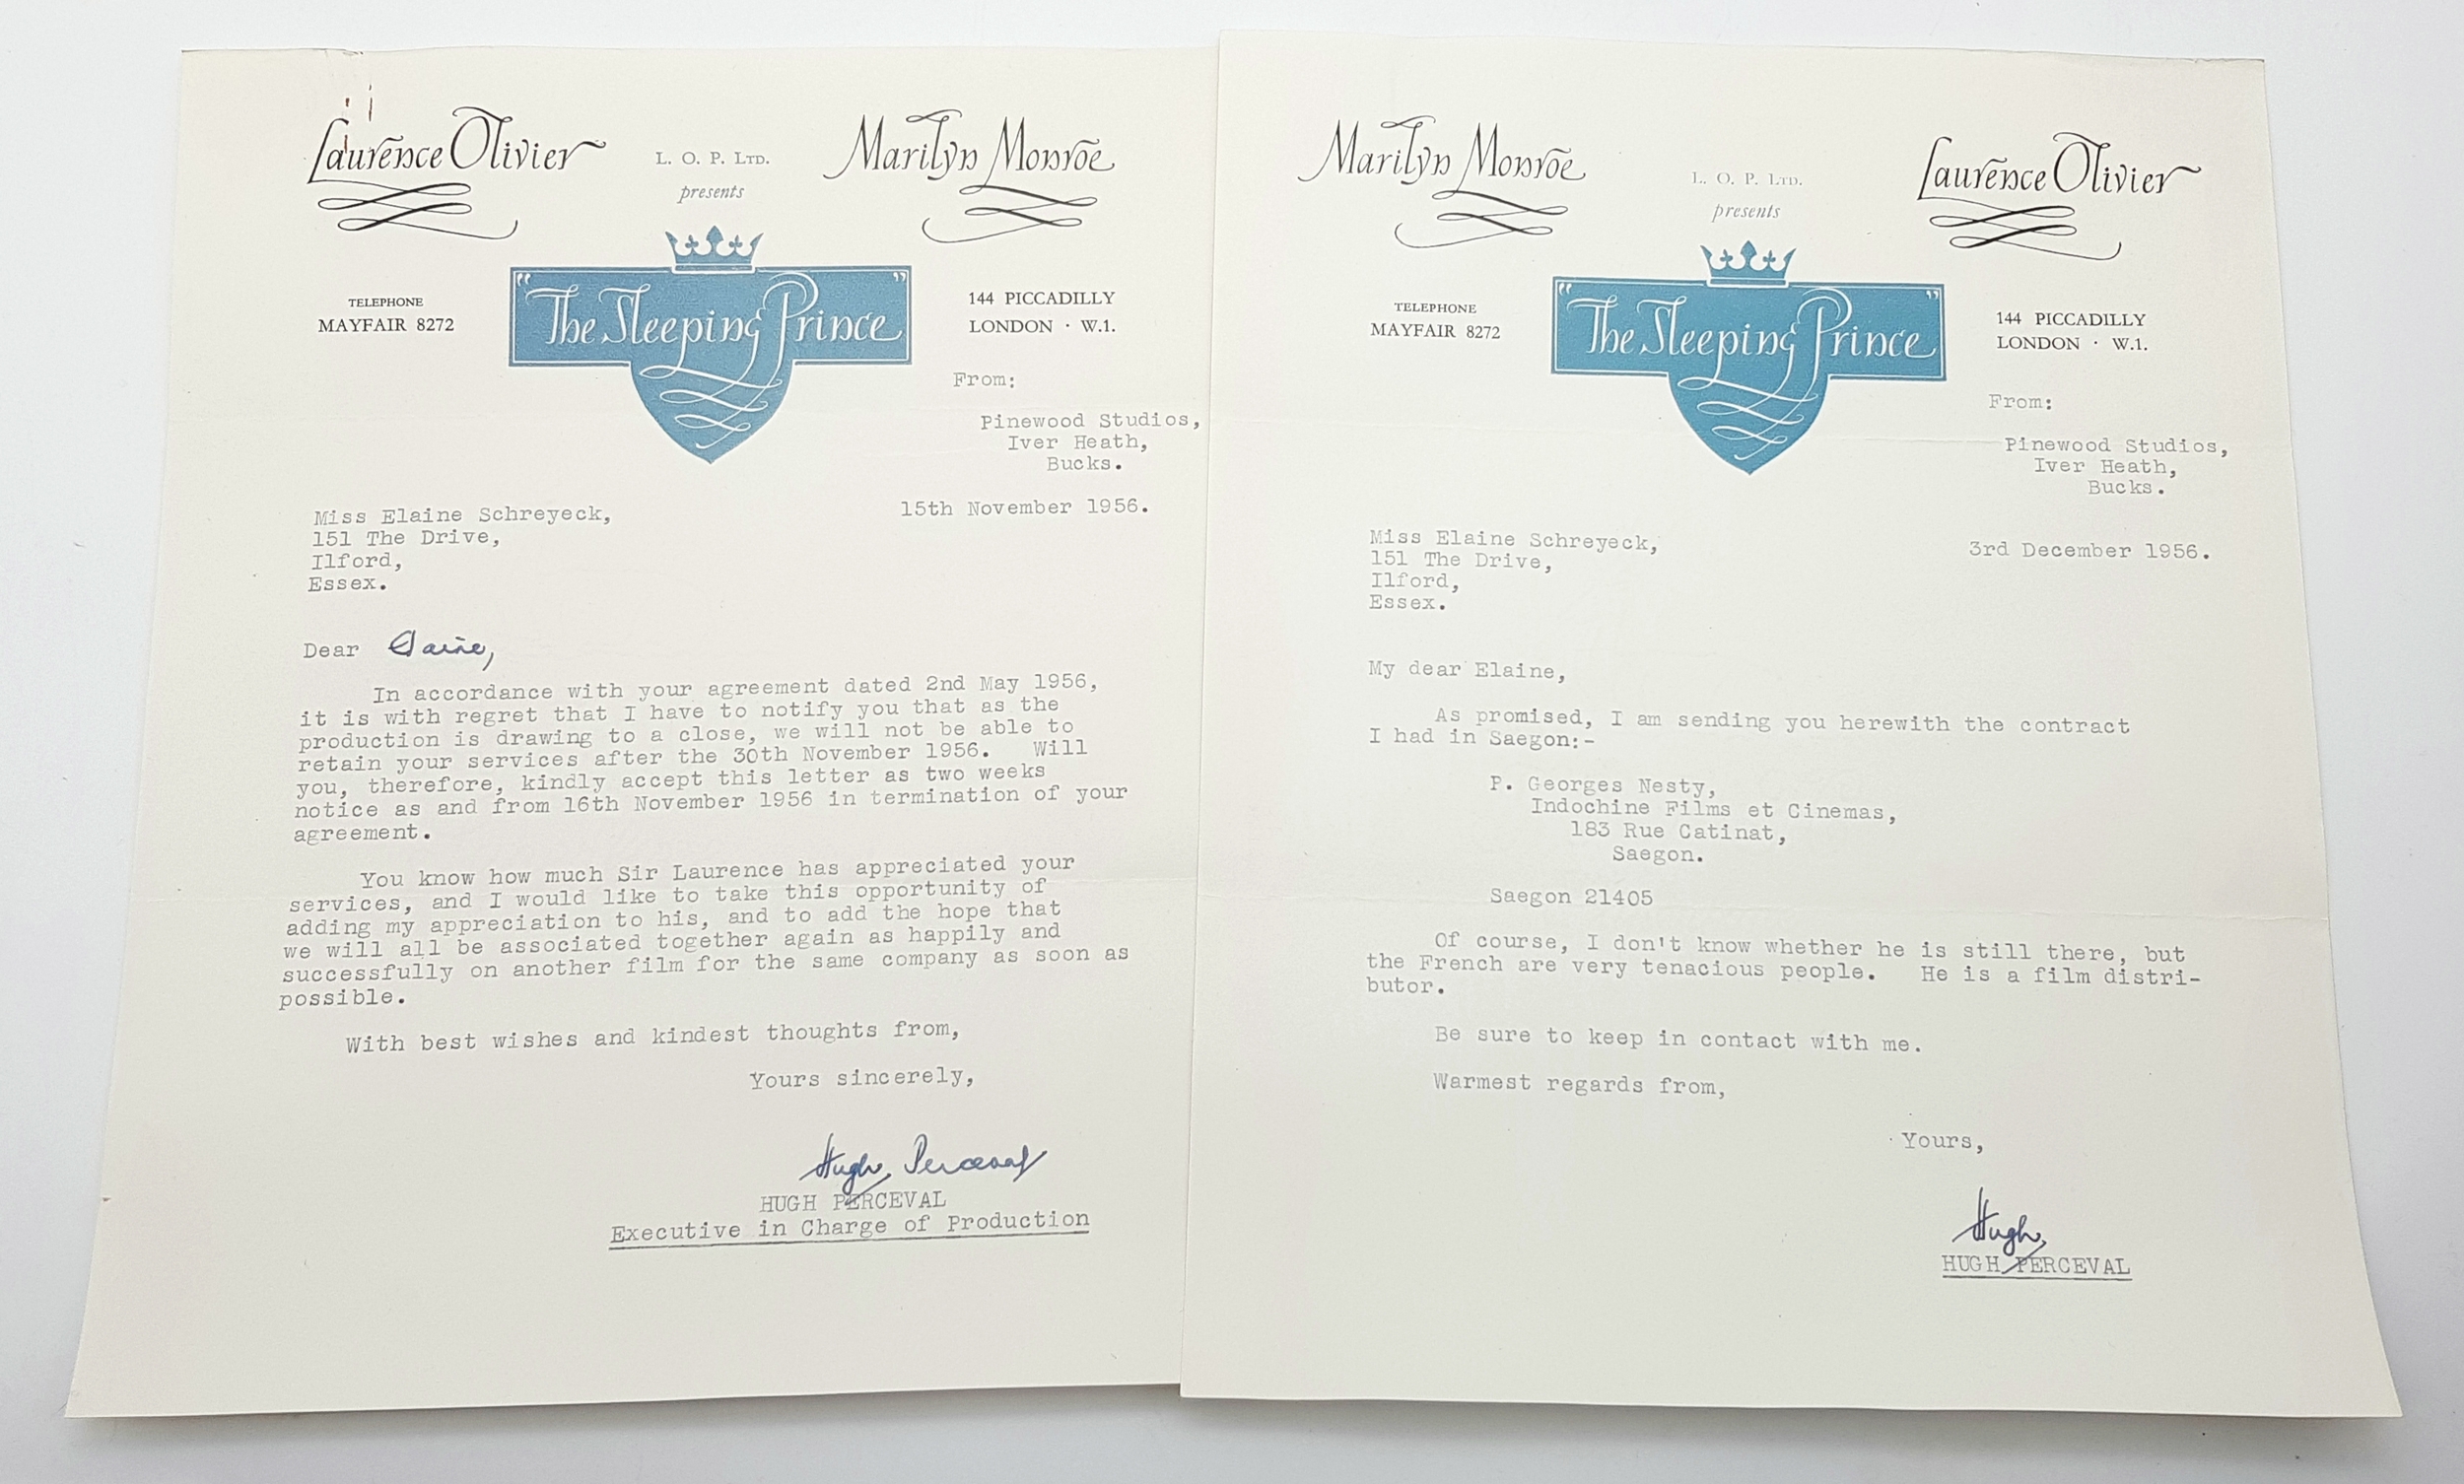 Laurence Olivier
L. O. P. LTD.
presents
Marilyn Monroe
TELEPHONE
MAYFAIR 8272
"The Sleeping Prince"
144 PICCADILLY
LONDON · W.1.
From:
Pinewood Studios,
Iver Heath,
Bucks.
15th November 1956.
Miss Elaine Schreyeck,
151 The Drive,
Ilford,
Essex.
Dear Elaine,
In accordance with your agreement dated 2nd May 1956,
it is with regret that I have to notify you that as the
production is drawing to a close, we will not be able to
retain your services after the 30th November 1956. Will
you, therefore, kindly accept this letter as two weeks
notice as and from 16th November 1956 in termination of your
agreement.
You know how much Sir Laurence has appreciated your
services, and I would like to take this opportunity of
adding my appreciation to his, and to add the hope that
we will all be associated together again as happily and
successfully on another film for the same company as soon as
possible.
With best wishes and kindest thoughts from,
Yours sincerely,
Hugh Perceval
HUGH PERCEVAL
Executive in Charge of Production
Marilyn Monroe
L. O. P. LTD.
presents
Laurence Olivier
TELEPHONE
MAYFAIR 8272
"The Sleeping Prince"
144 PICCADILLY
LONDON · W.1.
From:
Pinewood Studios,
Iver Heath,
Bucks.
3rd December 1956.
Miss Elaine Schreyeck,
151 The Drive,
Ilford,
Essex.
My dear Elaine,
As promised, I am sending you herewith the contract
I had in Saegon:-
P. Georges Nesty,
Indochine Films et Cinemas,
183 Rue Catinat,
Saegon.
Saegon 21405
Of course, I don't know whether he is still there, but
the French are very tenacious people. He is a film distri-
butor.
Be sure to keep in contact with me.
Warmest regards from,
Yours,
Hugh
HUGH PERCEVAL